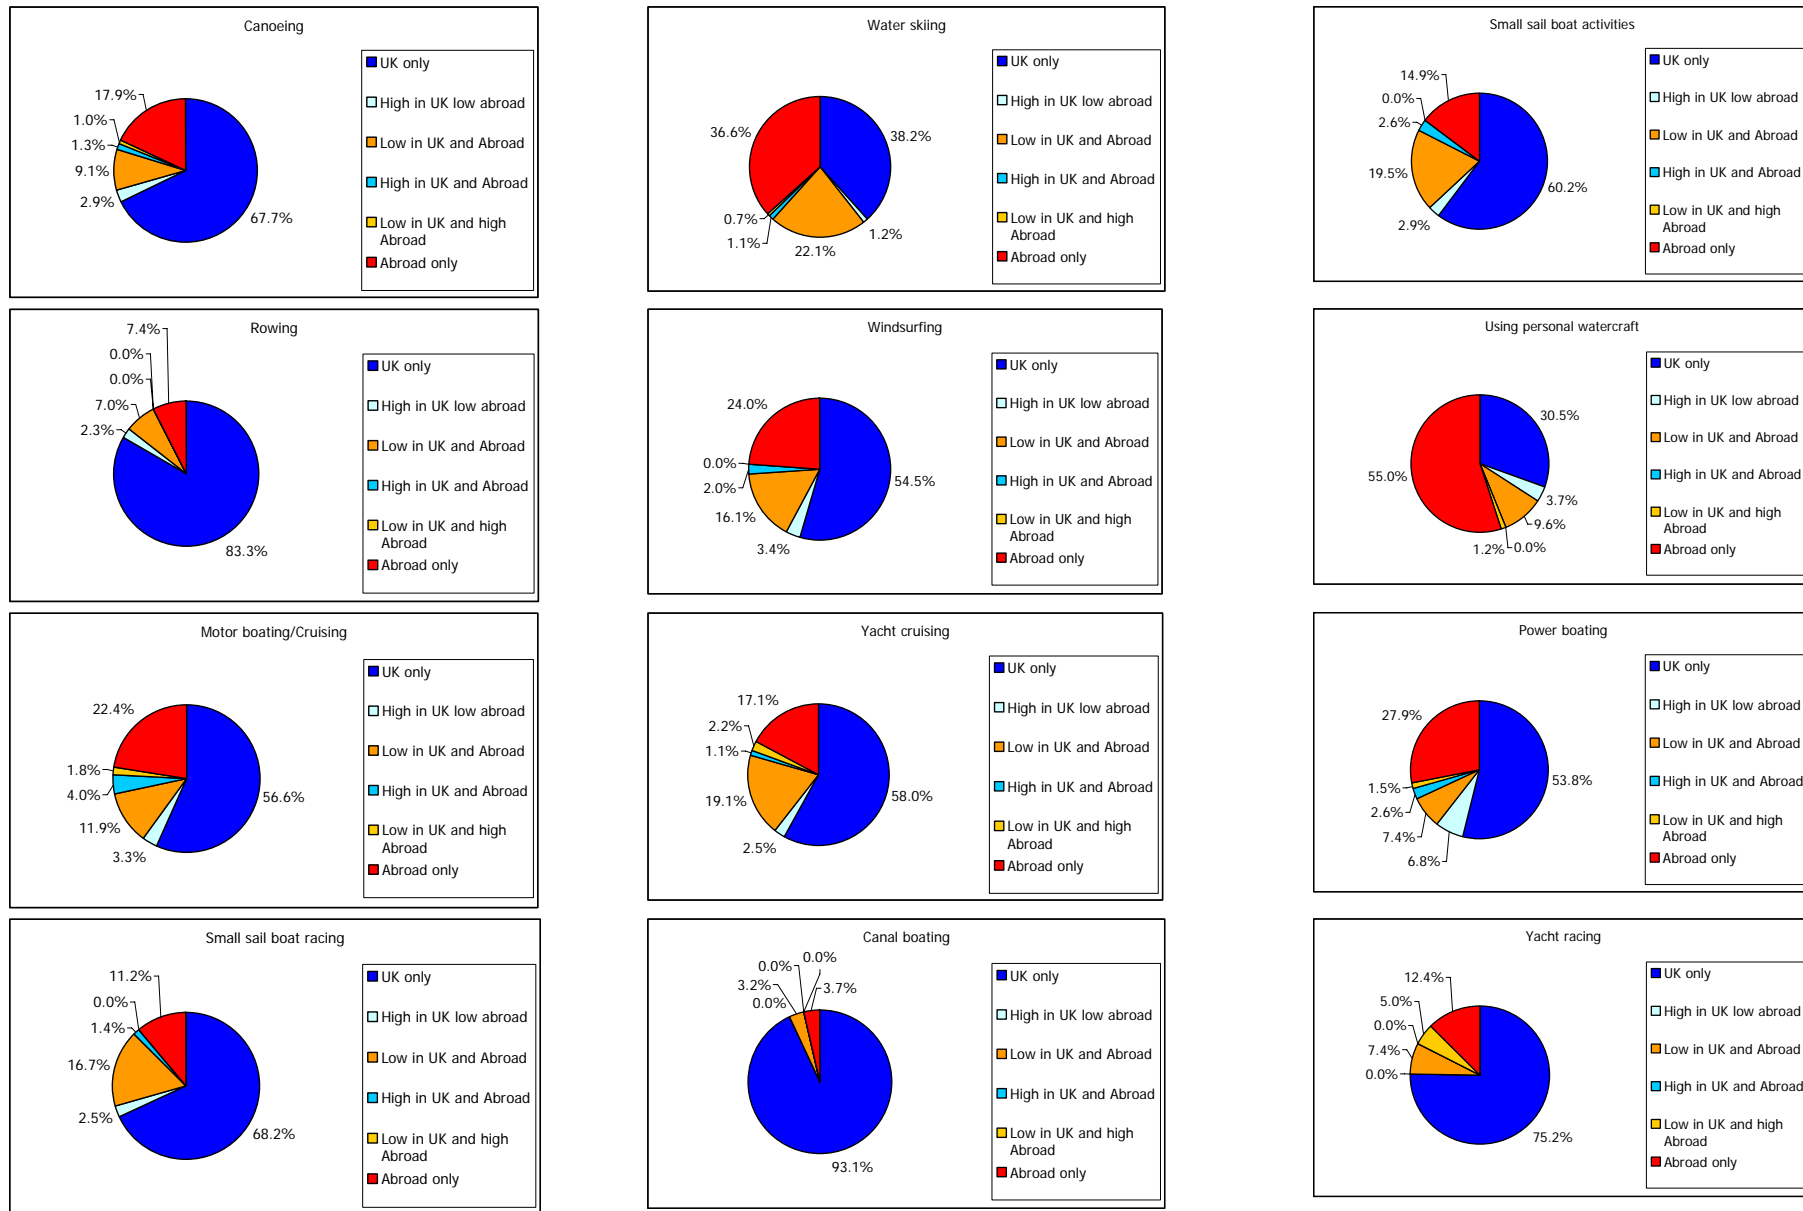 Canoeing
UK only
High in UK low abroad
Low in UK and Abroad
High in UK and Abroad
Low in UK and high
Abroad
Abroad only
17.9%
1.0%
1.3%
9.1%
2.9%
67.7%
Water skiing
UK only
High in UK low abroad
Low in UK and Abroad
High in UK and Abroad
Low in UK and high
Abroad
Abroad only
36.6%
38.2%
0.7%
1.1%
22.1%
1.2%
Small sail boat activities
UK only
High in UK low abroad
Low in UK and Abroad
High in UK and Abroad
Low in UK and high
Abroad
Abroad only
14.9%
0.0%
2.6%
19.5%
2.9%
60.2%
Rowing
UK only
High in UK low abroad
Low in UK and Abroad
High in UK and Abroad
Low in UK and high
Abroad
Abroad only
7.4%
0.0%
0.0%
7.0%
2.3%
83.3%
Windsurfing
UK only
High in UK low abroad
Low in UK and Abroad
High in UK and Abroad
Low in UK and high
Abroad
Abroad only
24.0%
0.0%
2.0%
16.1%
3.4%
54.5%
Using personal watercraft
UK only
High in UK low abroad
Low in UK and Abroad
High in UK and Abroad
Low in UK and high
Abroad
Abroad only
30.5%
55.0%
3.7%
9.6%
1.2%
0.0%
Motor boating/Cruising
UK only
High in UK low abroad
Low in UK and Abroad
High in UK and Abroad
Low in UK and high
Abroad
Abroad only
22.4%
1.8%
4.0%
11.9%
3.3%
56.6%
Yacht cruising
UK only
High in UK low abroad
Low in UK and Abroad
High in UK and Abroad
Low in UK and high
Abroad
Abroad only
17.1%
2.2%
1.1%
19.1%
2.5%
58.0%
Power boating
UK only
High in UK low abroad
Low in UK and Abroad
High in UK and Abroad
Low in UK and high
Abroad
Abroad only
27.9%
1.5%
2.6%
7.4%
6.8%
53.8%
Small sail boat racing
UK only
High in UK low abroad
Low in UK and Abroad
High in UK and Abroad
Low in UK and high
Abroad
Abroad only
11.2%
0.0%
1.4%
16.7%
2.5%
68.2%
Canal boating
UK only
High in UK low abroad
Low in UK and Abroad
High in UK and Abroad
Low in UK and high
Abroad
Abroad only
0.0%
0.0%
3.2%
3.7%
0.0%
93.1%
Yacht racing
UK only
High in UK low abroad
Low in UK and Abroad
High in UK and Abroad
Low in UK and high
Abroad
Abroad only
12.4%
5.0%
0.0%
7.4%
0.0%
75.2%